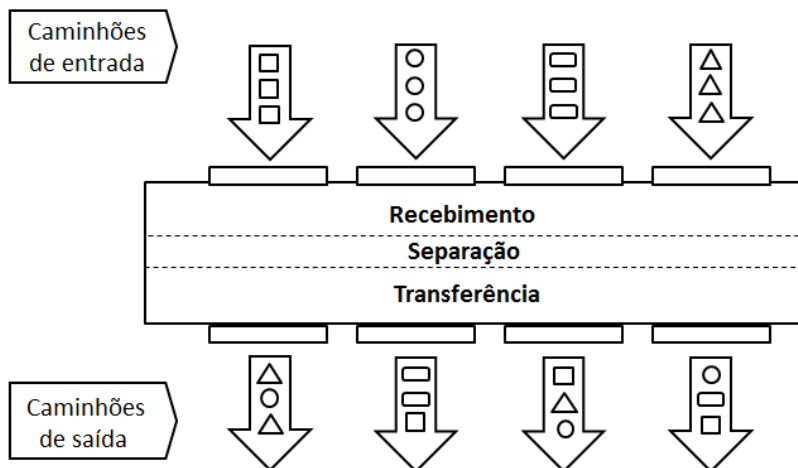 Caminhões
de entrada
Recebimento
Separação
Transferência
Caminhões
de saída